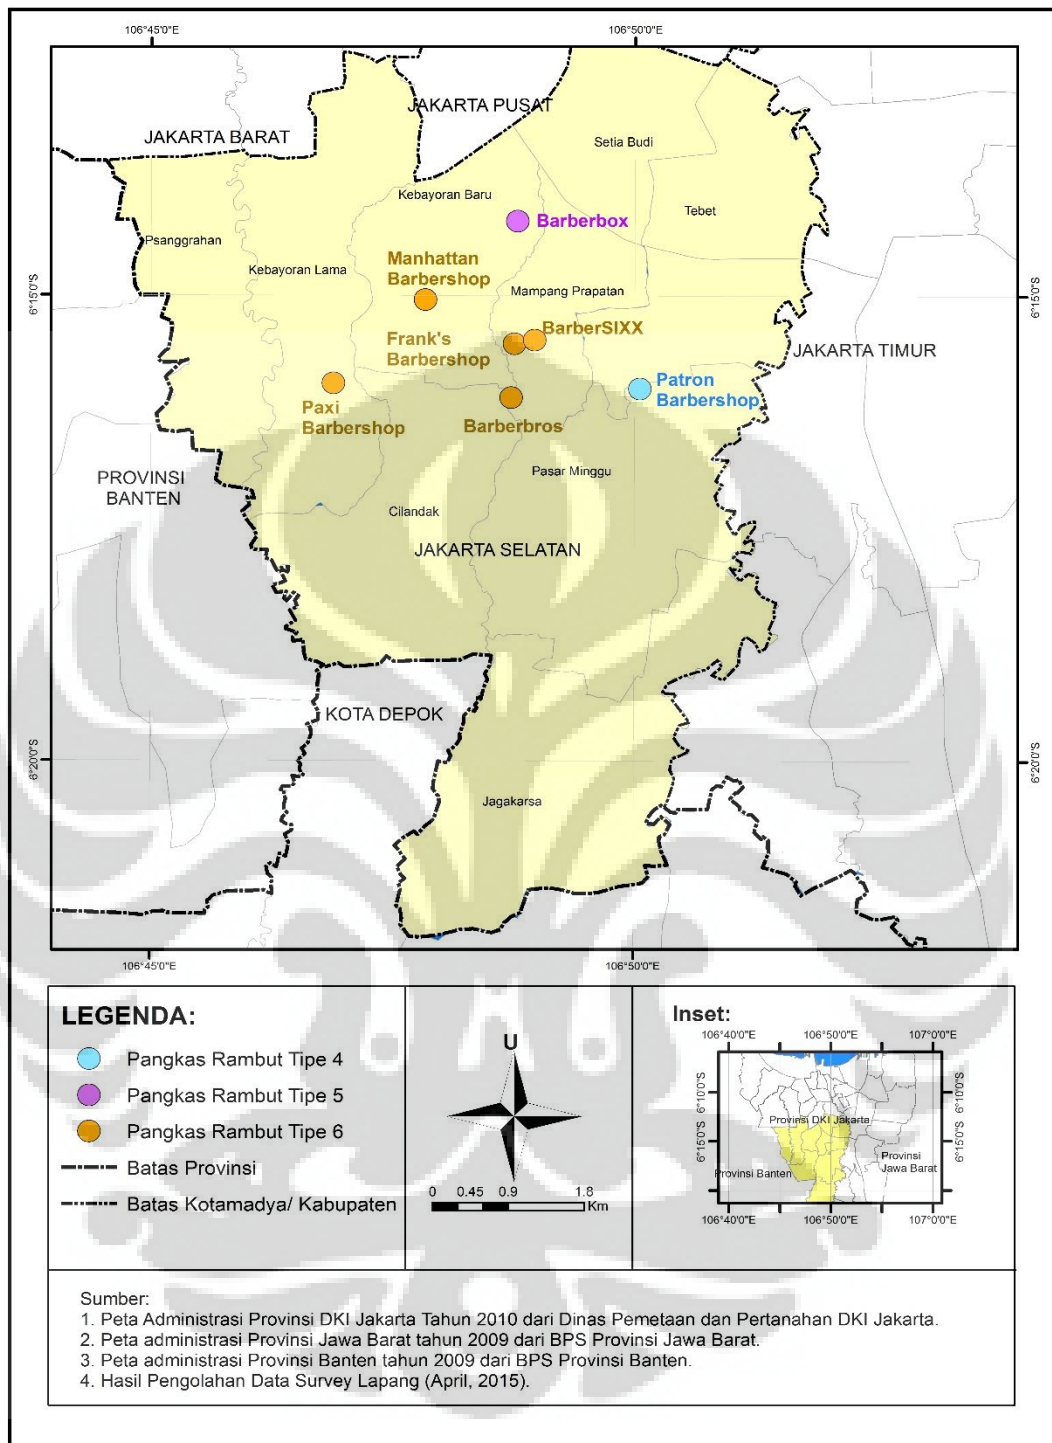 106°45'0"E
106°50'0"E
JAKARTA PUSAT
JAKARTA BARAT
Setia Budi
Kebayoran Baru
Tebet
Barberbox
Psanggrahan
Kebayoran Lama
Manhattan
Barbershop
6°15'0"S
6°15'0"S
Mampang Prapatan
BarberSIXX
Frank's
Barbershop
JAKARTA TIMUR
Patron
Barbershop
Paxi
Barbershop
Barberbros
PROVINSI
BANTEN
Pasar Minggu
Cilandak
JAKARTA SELATAN
KOTA DEPOK
6°20'0"S
6°20'0"S
Jagakarsa
106°45'0"E
106°50'0"E
LEGENDA:
Pangkas Rambut Tipe 4
Pangkas Rambut Tipe 5
Pangkas Rambut Tipe 6
Batas Provinsi
Batas Kotamadya/ Kabupaten
U
0 0.45 0.9 1.8
Km
Inset:
106°40'0"E 106°50'0"E 107°0'0"E
6°10'0"S
6°10'0"S
Provinsi DKI Jakarta
6°15'0"S
6°15'0"S
Provinsi
Jawa Barat
Provinsi Banten
106°40'0"E 106°50'0"E 107°0'0"E
Sumber:
1. Peta Administrasi Provinsi DKI Jakarta Tahun 2010 dari Dinas Pemetaan dan Pertanahan DKI Jakarta.
2. Peta administrasi Provinsi Jawa Barat tahun 2009 dari BPS Provinsi Jawa Barat.
3. Peta administrasi Provinsi Banten tahun 2009 dari BPS Provinsi Banten.
4. Hasil Pengolahan Data Survey Lapang (April, 2015).